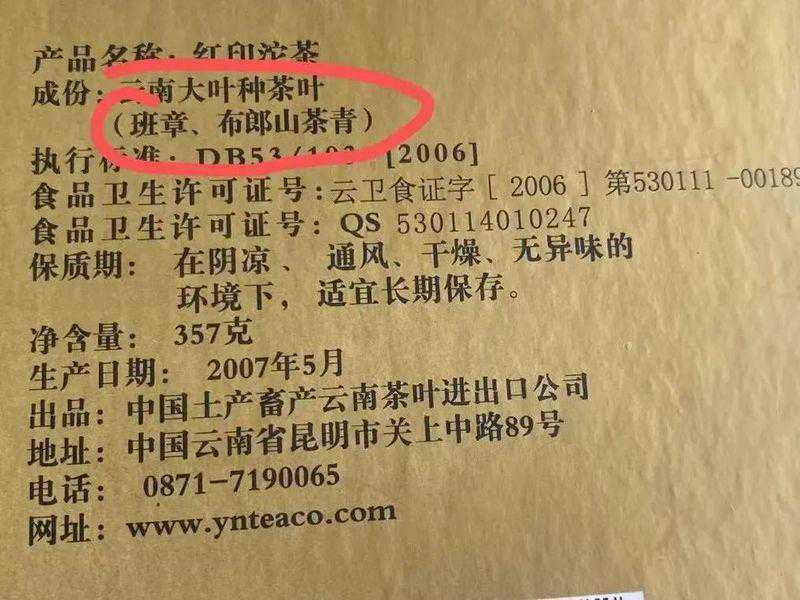 产品名称：红印沱茶
成份：云南大叶种茶叶
（班章、布郎山茶青）
执行标准：DB53/103 [2006]
食品卫生许可证号：云卫食证字［2006］第530111-00189
食品卫生许可证号：QS 530114010247
保质期：在阴凉、通风、干燥、无异味的
环境下，适宜长期保存。
净含量：357克
生产日期：2007年5月
出品：中国土产畜产云南茶叶进出口公司
地址：中国云南省昆明市关上中路89号
电话：0871-7190065
网址：www.ynteaco.com